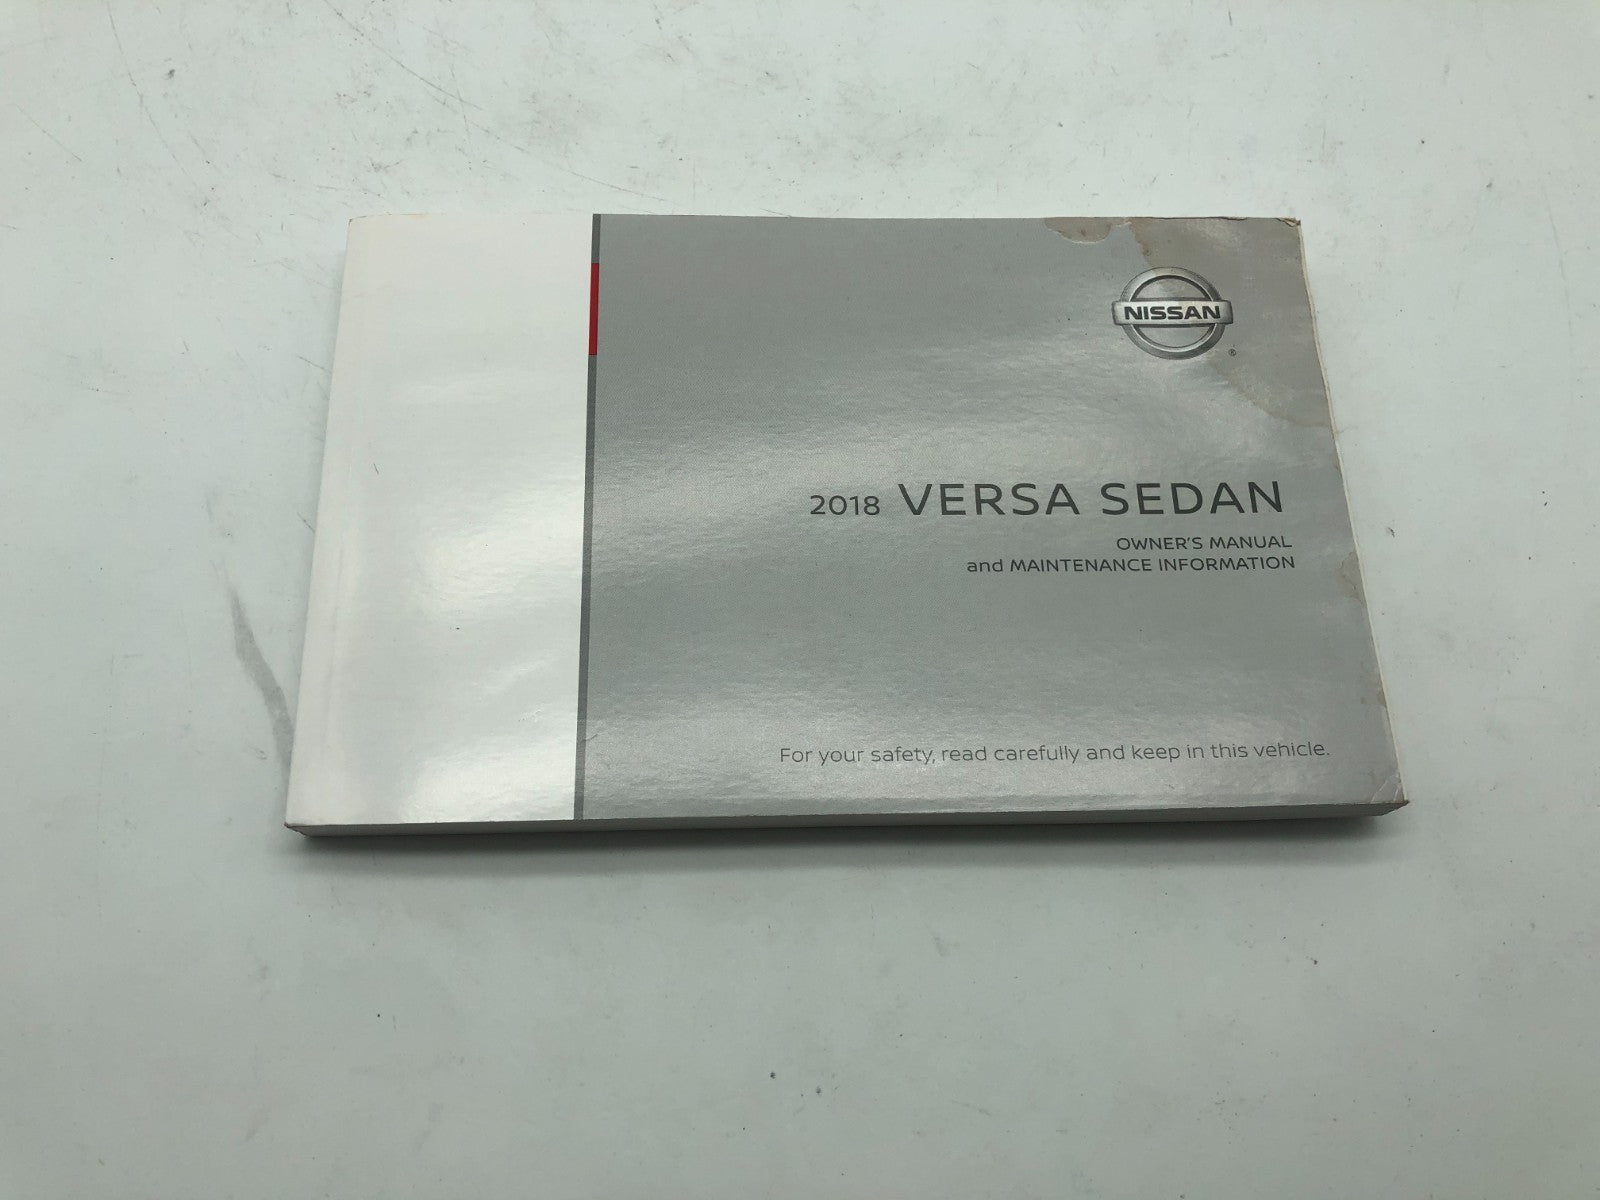 NISSAN
®
2018 VERSA SEDAN
OWNER'S MANUAL
and MAINTENANCE INFORMATION
For your safety, read carefully and keep in this vehicle.